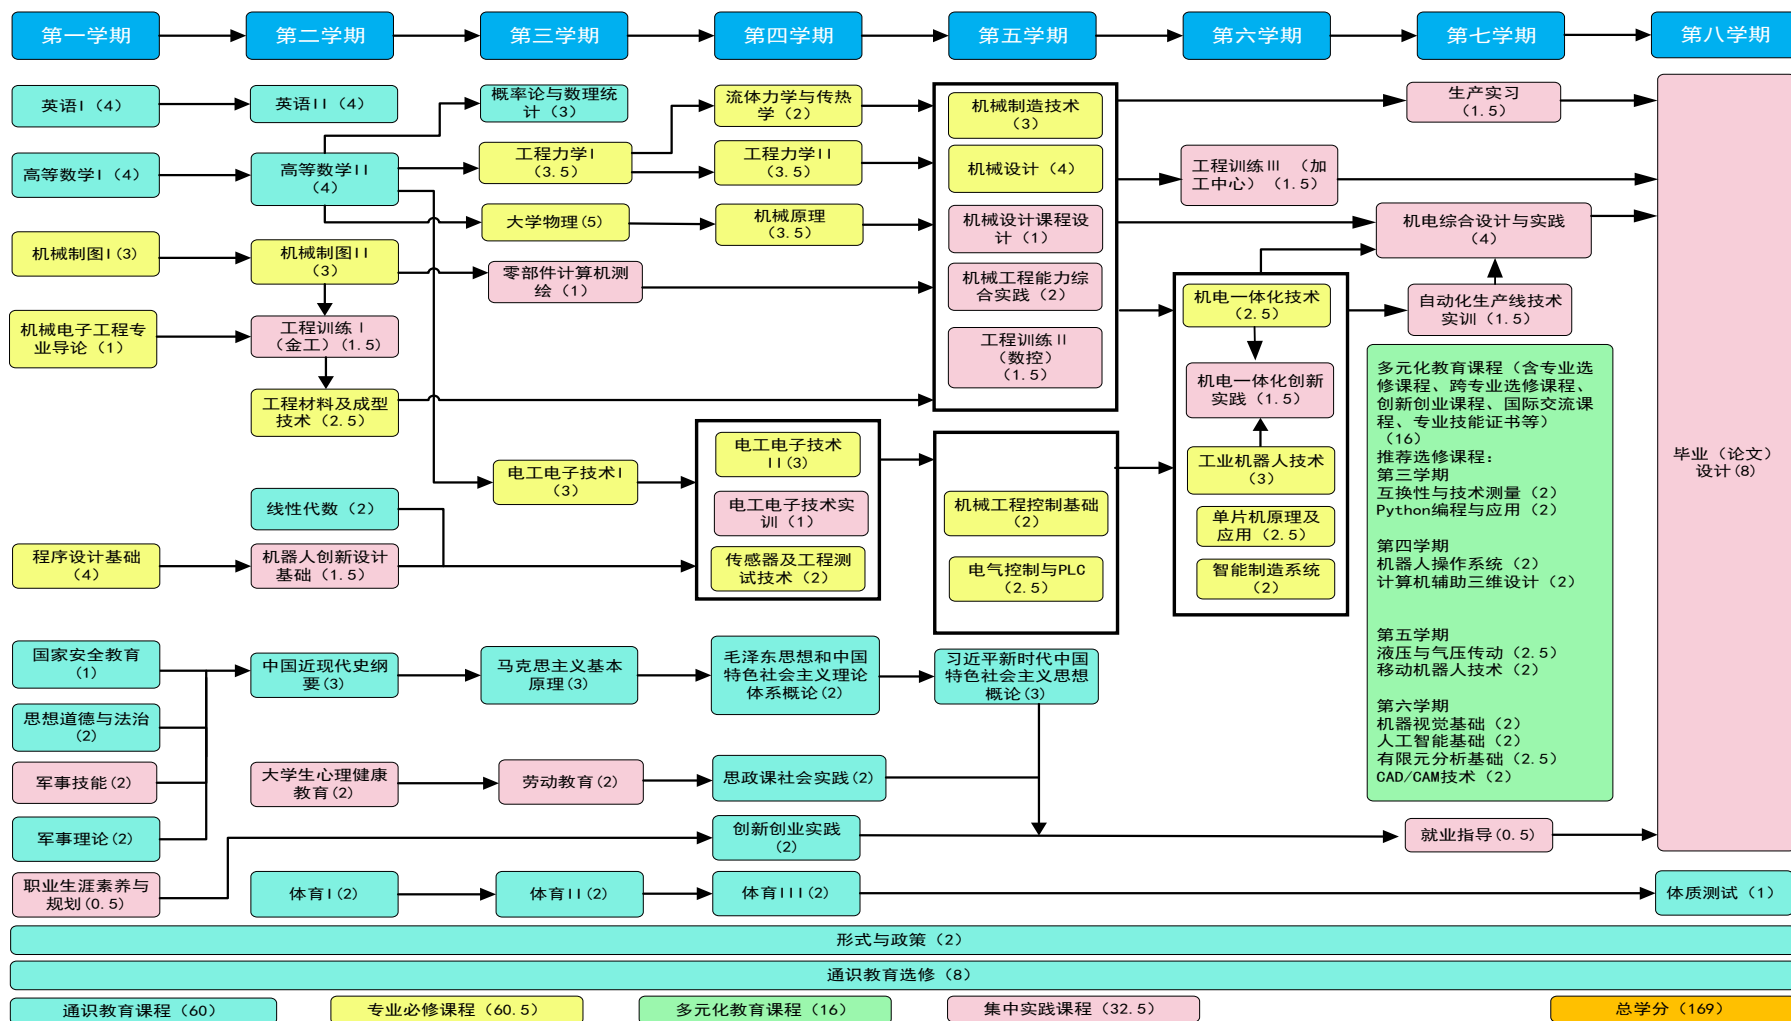 第一学期
第二学期
第三学期
第四学期
第五学期
第六学期
第七学期
第八学期
英语I（4）
英语II（4）
概率论与数理统
计（3）
流体力学与传热
学（2）
机械制造技术
（3）
生产实习
（1.5）
高等数学I（4）
高等数学II
（4）
工程力学I
（3.5）
工程力学II
（3.5）
机械设计（4）
工程训练Ⅲ （加
工中心）（1.5）
大学物理(5)
机械原理
（3.5）
机械设计课程设
计（1）
机电综合设计与实践
（4）
机械制图I(3)
机械制图II
（3）
零部件计算机测
绘（1）
机械工程能力综
合实践（2）
机电一体化技术
（2.5）
自动化生产线技术
实训（1.5）
机械电子工程专
业导论（1）
工程训练Ⅰ
（金工）(1.5)
工程训练Ⅱ
（数控）
（1.5）
机电一体化创新
实践（1.5）
工程材料及成型
技术（2.5）
多元化教育课程（含专业选
修课程、跨专业选修课程、
创新创业课程、国际交流课
程、专业技能证书等）
（16）
推荐选修课程：
第三学期
互换性与技术测量（2）
Python编程与应用（2）
第四学期
机器人操作系统（2）
计算机辅助三维设计（2）
第五学期
液压与气压传动（2.5）
移动机器人技术（2）
第六学期
机器视觉基础（2）
人工智能基础（2）
有限元分析基础（2.5）
CAD/CAM技术（2）
毕业（论文）
设计(8)
电工电子技术I
（3）
电工电子技术
II(3)
工业机器人技术
（3）
线性代数（2）
电工电子技术实
训（1）
机械工程控制基础
（2）
单片机原理及
应用（2.5）
程序设计基础
（4）
机器人创新设计
基础（1.5）
传感器及工程测
试技术（2）
电气控制与PLC
（2.5）
智能制造系统
（2）
国家安全教育
(1)
中国近现代史纲
要(3)
马克思主义基本
原理(3)
毛泽东思想和中国
特色社会主义理论
体系概论(2)
习近平新时代中国
特色社会主义思想
概论(3)
思想道德与法治
（2）
军事技能(2)
大学生心理健康
教育(2)
劳动教育(2)
思政课社会实践(2)
军事理论(2)
创新创业实践
（2）
就业指导(0.5)
职业生涯素养与
规划(0.5)
体育I(2)
体育II(2)
体育III(2)
体质测试（1）
形式与政策（2）
通识教育选修（8）
通识教育课程（60）
专业必修课程（60.5）
多元化教育课程（16）
集中实践课程（32.5）
总学分（169）